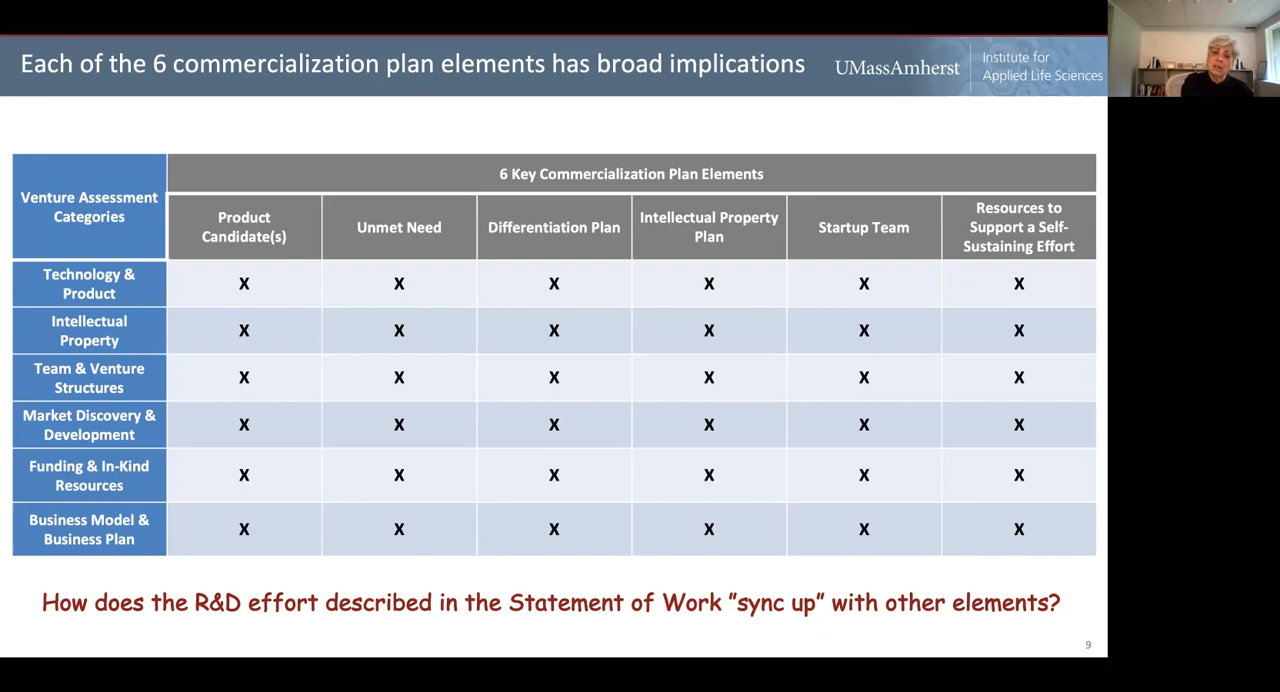 Each of the 6 commercialization plan elements has broad implications
UMassAmherst
Institute for
Applied Life Sciences
Venture Assessment
Categories
6 Key Commercialization Plan Elements
Product
Candidate(s)
Unmet Need
Differentiation Plan
Intellectual Property
Plan
Startup Team
Resources to
Support a Self-
Sustaining Effort
Technology &
Product
X X X X X X
Intellectual
Property
X X X X X X
Team & Venture
Structures
X X X X X X
Market Discovery &
Development
X X X X X X
Funding & In-Kind
Resources
X X X X X X
Business Model &
Business Plan
X X X X X X
How does the R&D effort described in the Statement of Work “sync up” with other elements?
9